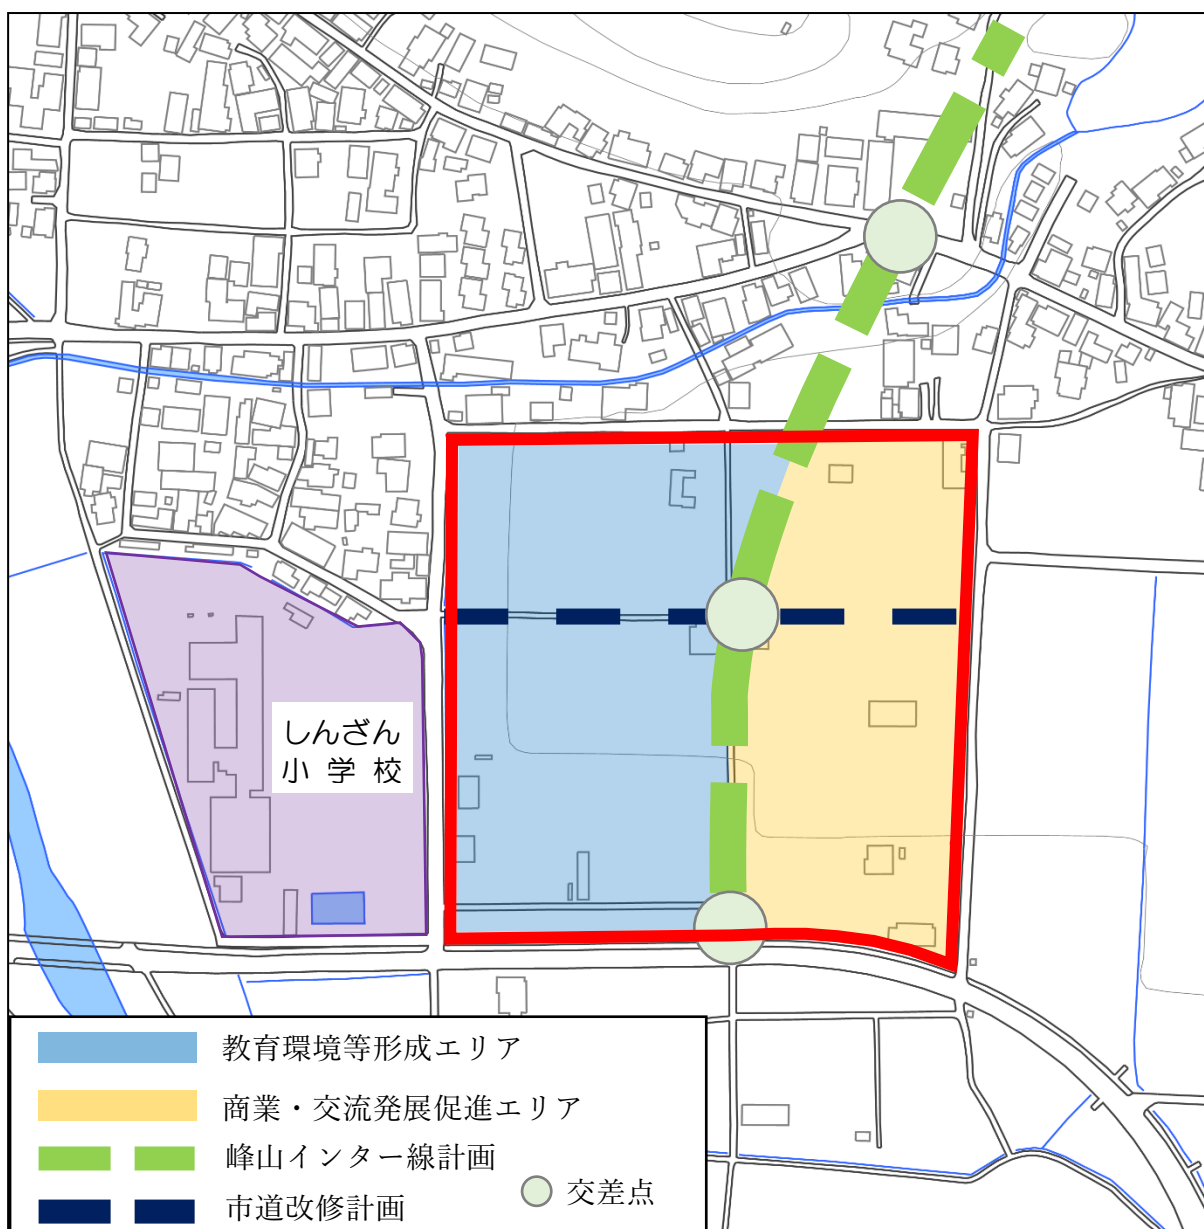 しんざん
小学校
教育環境等形成エリア
商業・交流発展促進エリア
峰山インター線計画
市道改修計画
交差点